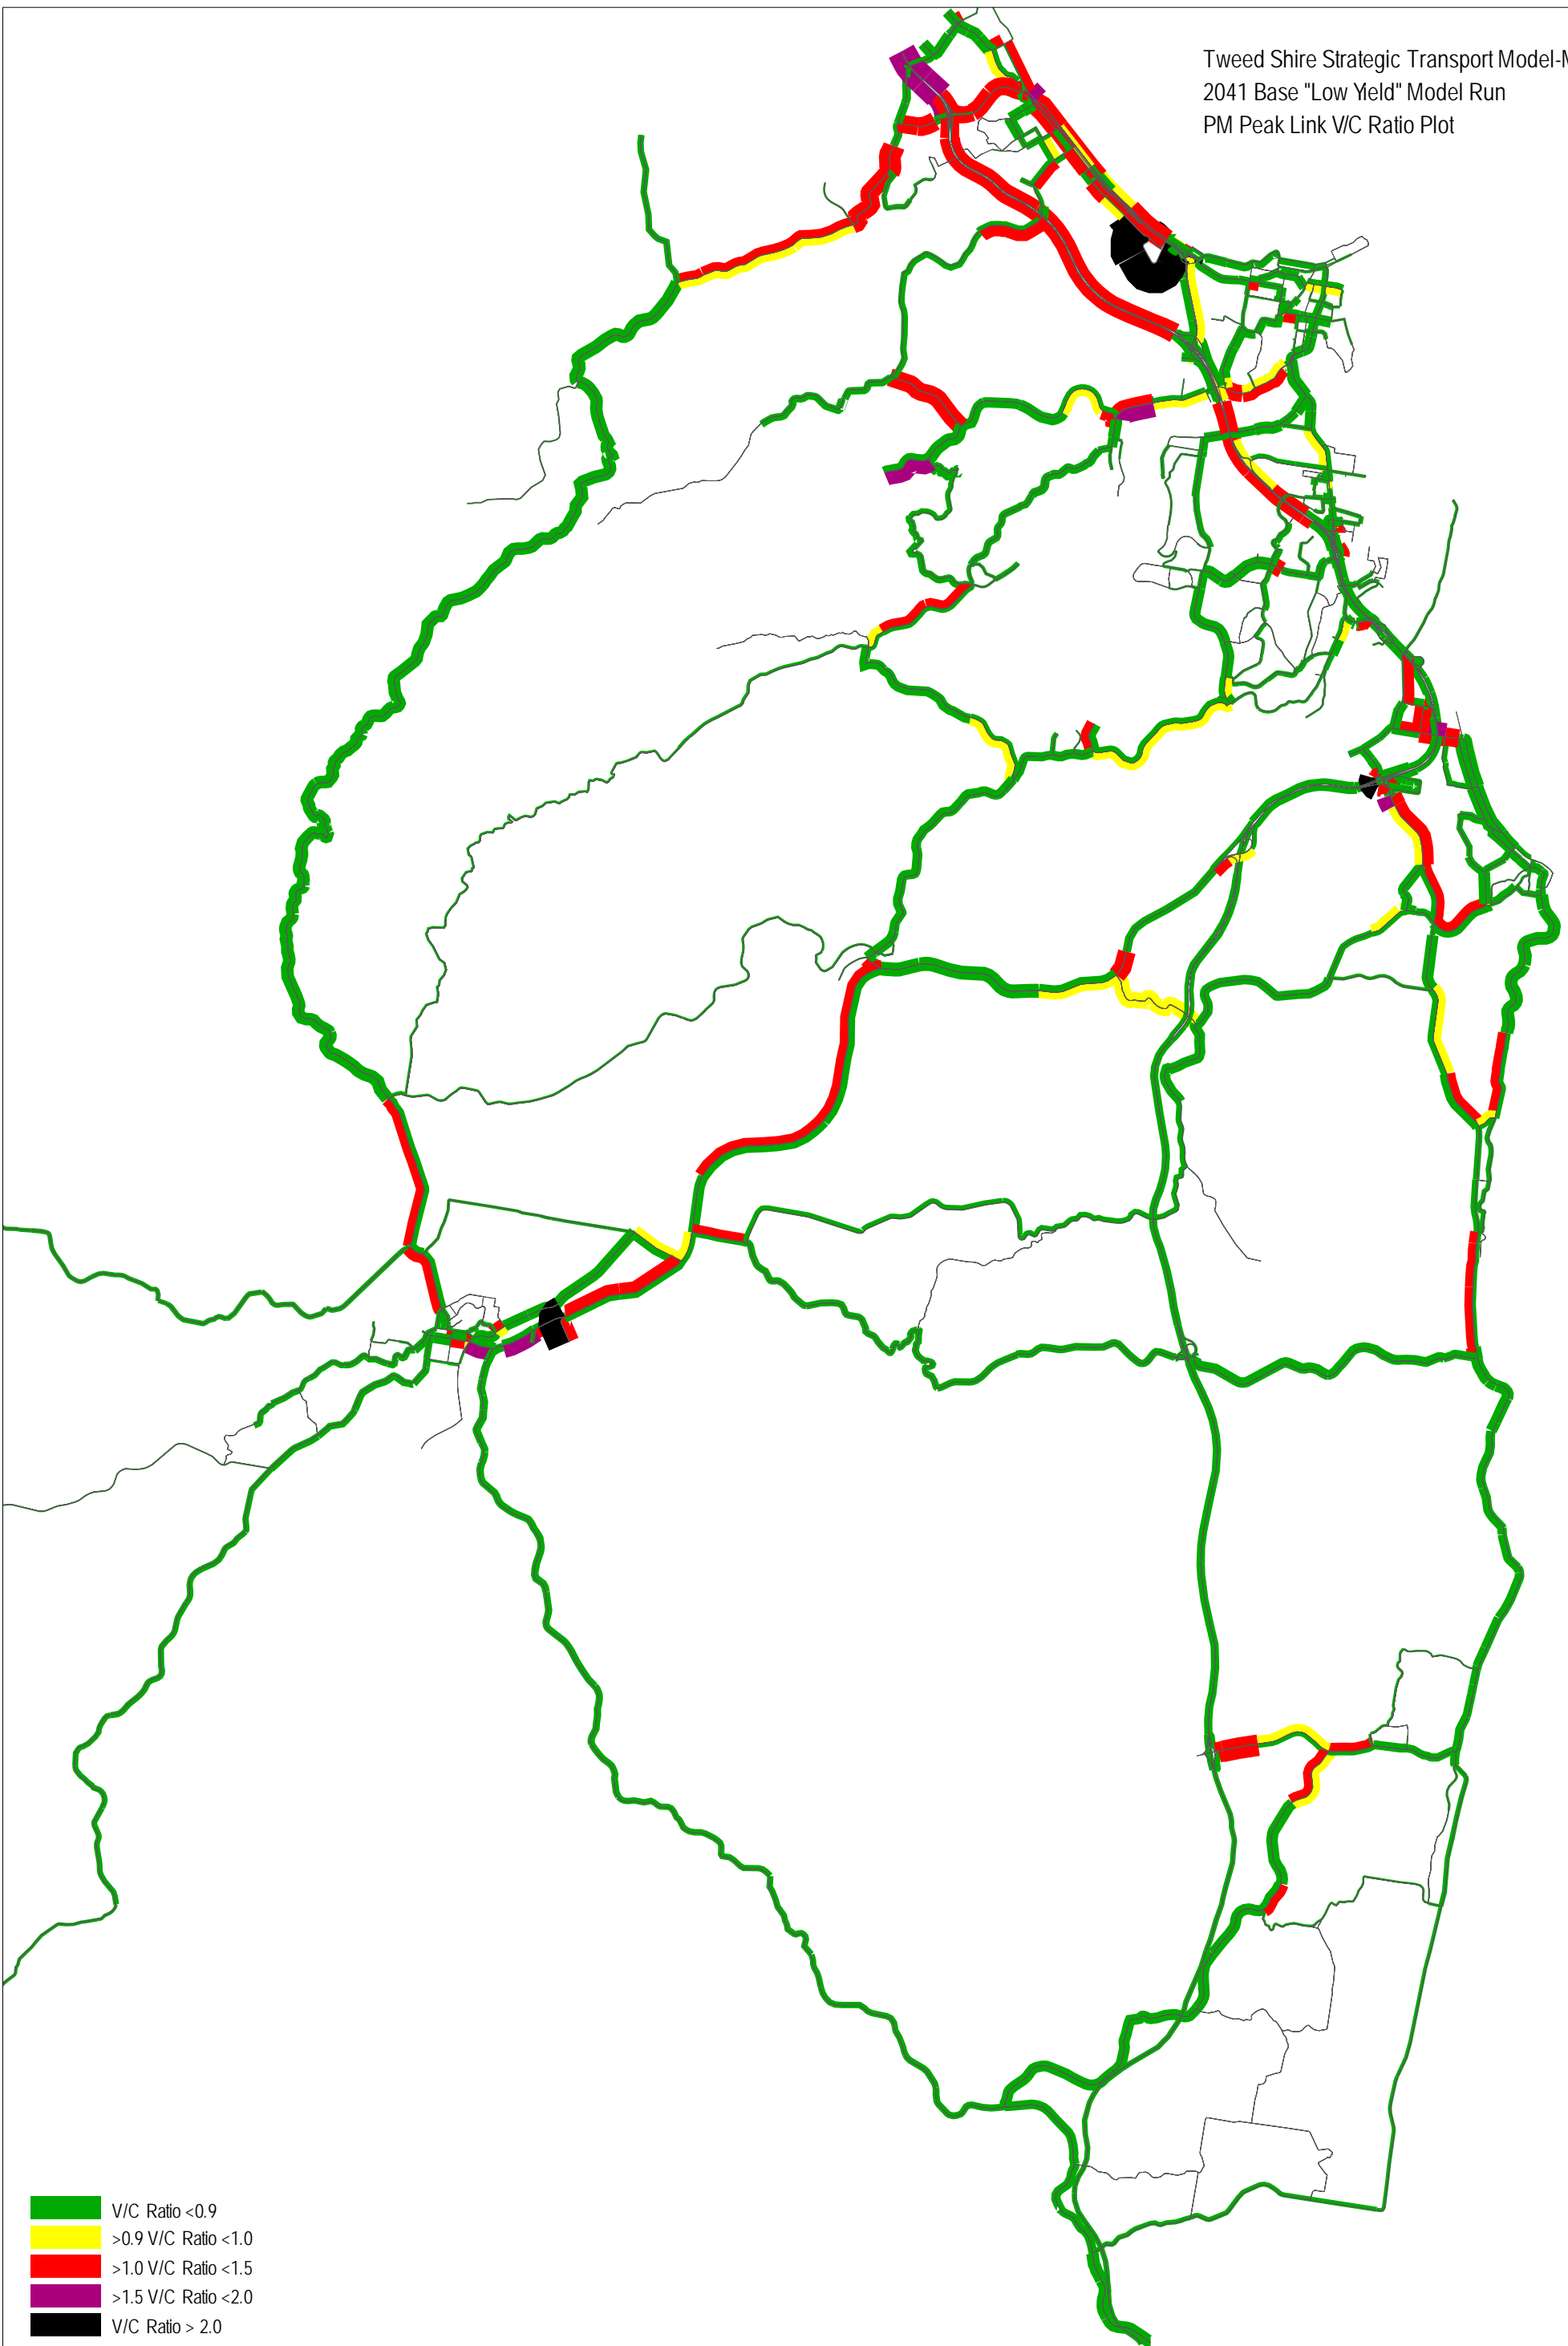 Tweed Shire Strategic Transport Model-M
2041 Base "Low Yield" Model Run
PM Peak Link V/C Ratio Plot
V/C Ratio <0.9
>0.9 V/C Ratio <1.0
>1.0 V/C Ratio <1.5
>1.5 V/C Ratio <2.0
V/C Ratio > 2.0